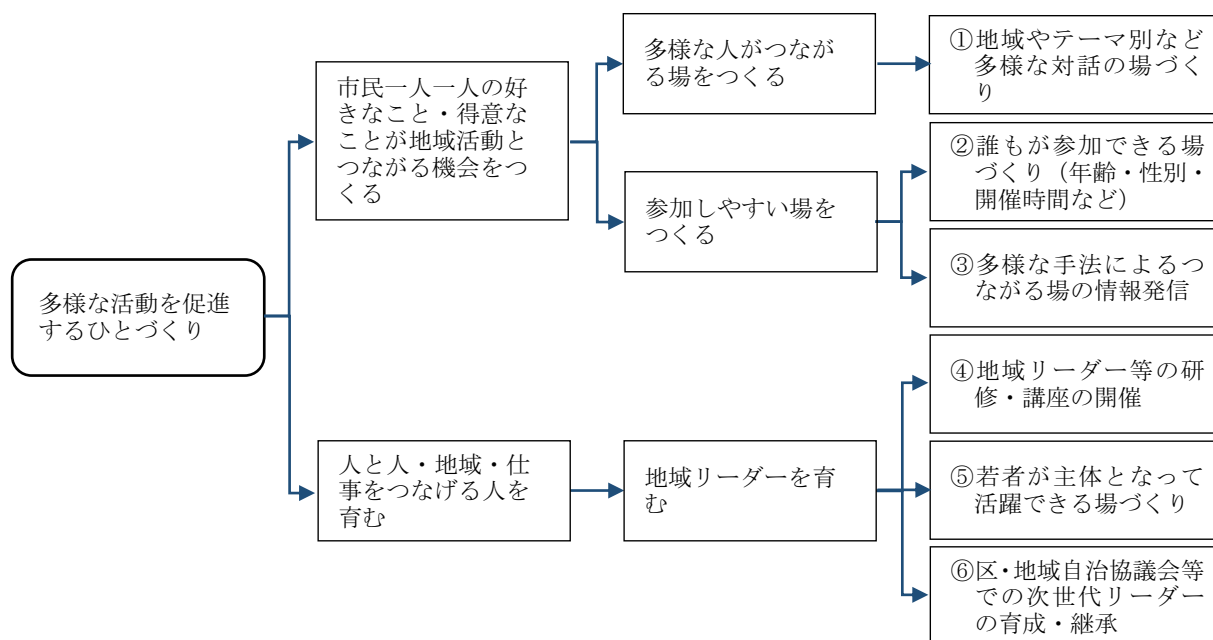 多様な活動を促進
するひとづくり
市民一人一人の好
きなこと・得意な
ことが地域活動と
つながる機会をつ
くる
多様な人がつなが
る場をつくる
①地域やテーマ別など
多様な対話の場づく
り
参加しやすい場を
つくる
②誰もが参加できる場
づくり（年齢・性別・
開催時間など）
③多様な手法によるつ
ながる場の情報発信
人と人・地域・仕
事をつなげる人を
育む
地域リーダーを育
む
④地域リーダー等の研
修・講座の開催
⑤若者が主体となって
活躍できる場づくり
⑥区・地域自治協議会等
での次世代リーダー
の育成・継承